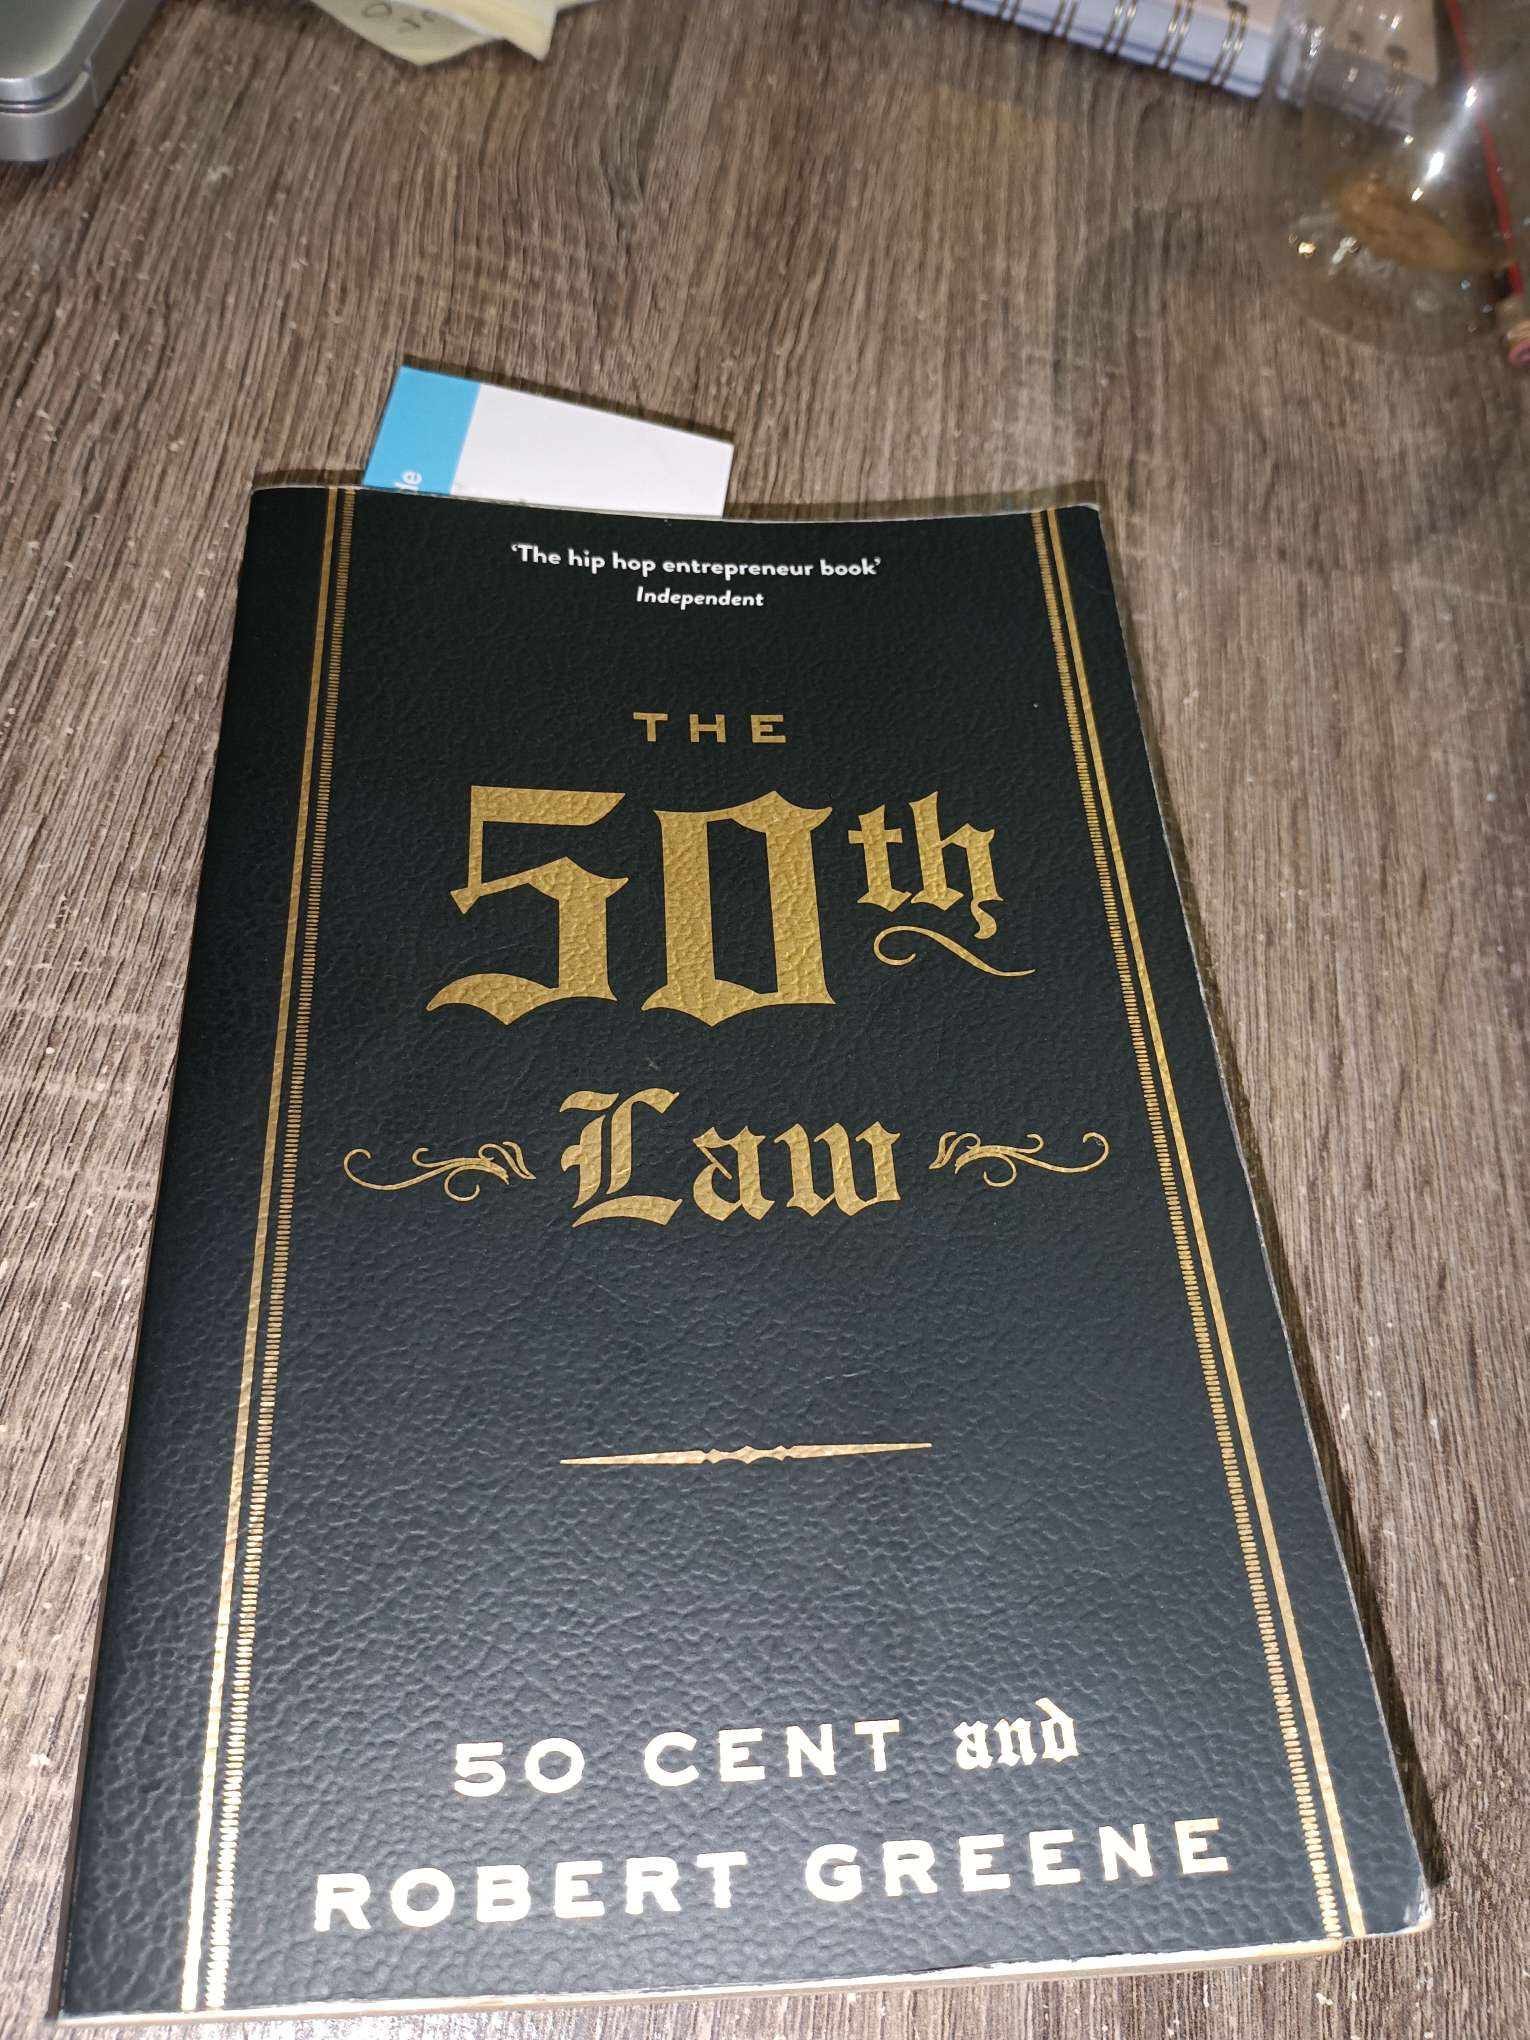 'The hip hop entrepreneur book'
Independent
THE
50th
Law
50 CENT and
ROBERT GREENE